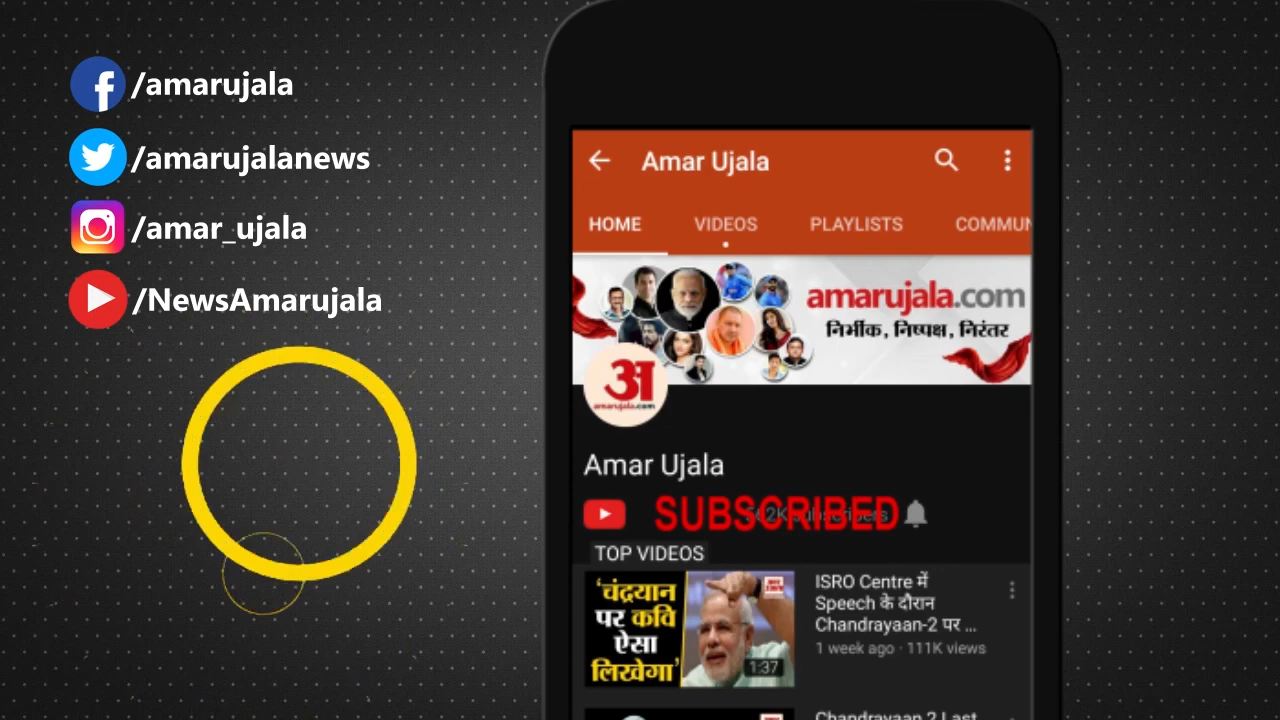 /amarujala
/amarujalanews
/amar_ujala
/NewsAmarujala
Amar Ujala
HOME VIDEOS PLAYLISTS COMMUN
amarujala.com
निर्भीक, निष्पक्ष, निरंतर
अ
amarujala.com
Amar Ujala
SUBSCRIBED
TOP VIDEOS
'चंद्रयान
पर कवि
ऐसा
लिखेगा'
1:37
ISRO Centre में
Speech के दौरान
Chandrayaan-2 पर ...
1 week ago · 111K views
Chandrayaan 2 Last